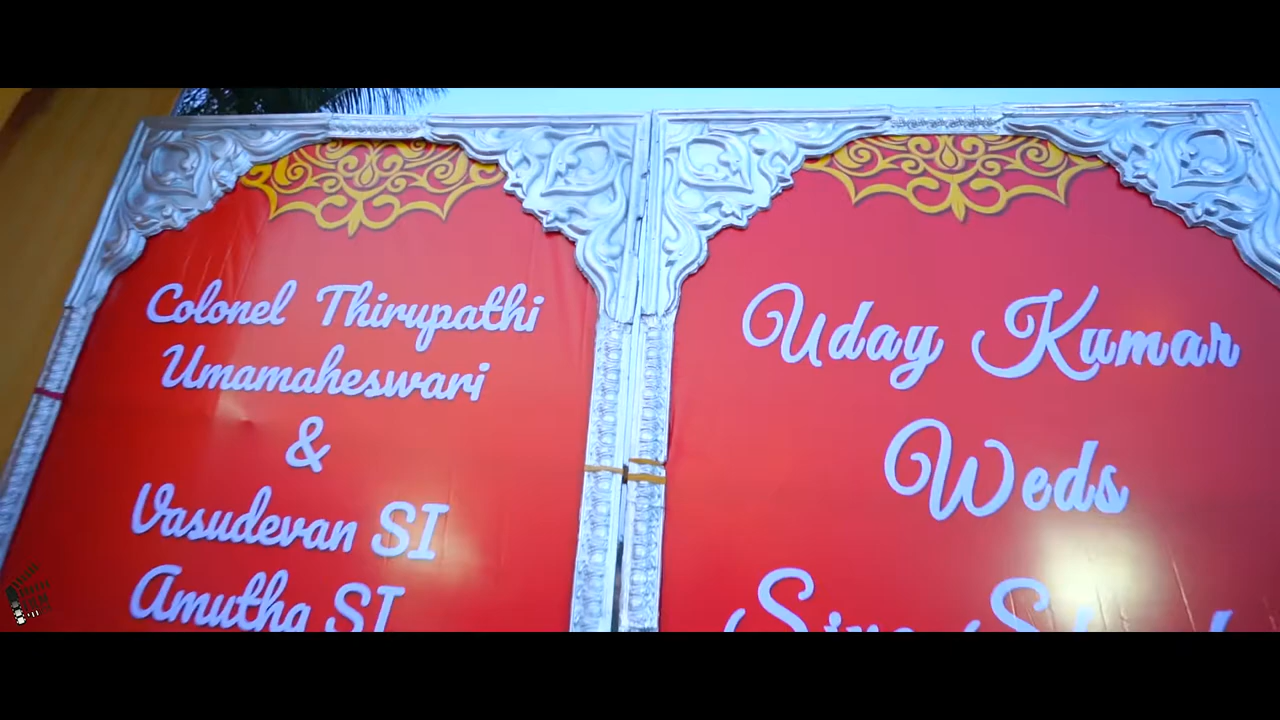 Colonel Thirupathi
Umamaheswari
&
Vasudevan SI
Amutha SI
Uday Kumar
Weds